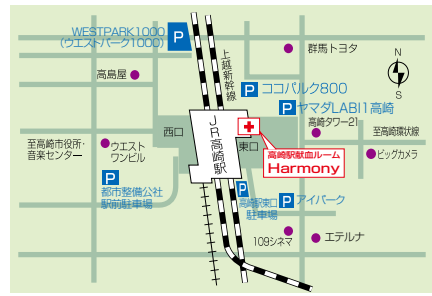 WESTPARK1000
(ウエストパーク1000)
P
上越新幹線
群馬トヨタ
N
S
高島屋
P ココパルク800
P ヤマダLABI1高崎
高崎タワー21
西口
JR高崎駅
東口
至高崎環状線
至高崎市役所・
音楽センター
ウエスト
ワンビル
高崎駅献血ルーム
Harmony
ビッグカメラ
P
都市整備公社
駅前駐車場
P
高崎駅東口
駐車場
P アイパーク
109シネマ
エテルナ